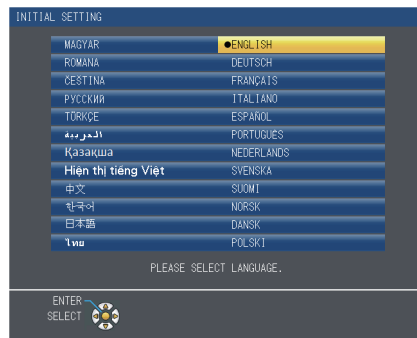 INITIAL SETTING
MAGYAR ●ENGLISH
ROMÂNA DEUTSCH
ČEŠTINA FRANÇAIS
РУССКИЙ ITALIANO
TÜRKÇE ESPAÑOL
العربية PORTUGUÊS
Қазақша NEDERLANDS
Hiện thị tiếng Việt SVENSKA
中文 SUOMI
한국어 NORSK
日本語 DANSK
ไทย POLSKI
PLEASE SELECT LANGUAGE.
ENTER
SELECT